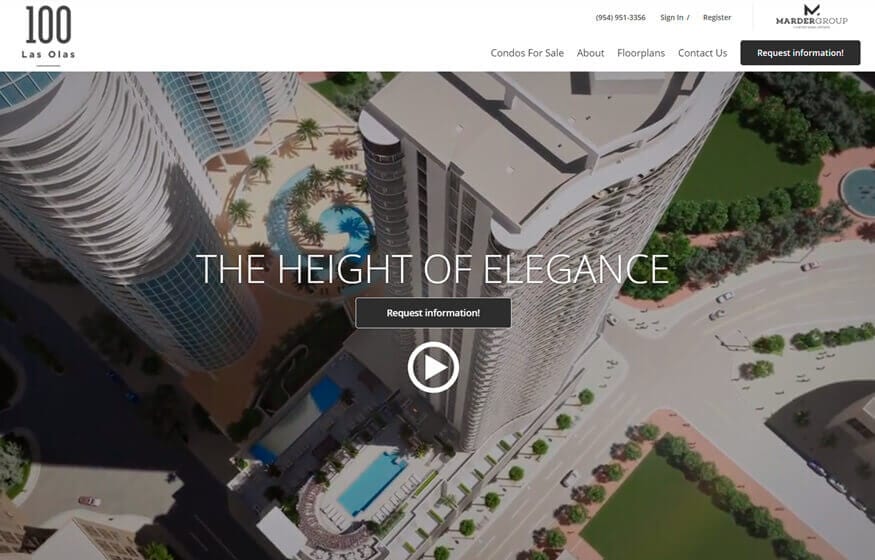 100
Las Olas
(954) 951-3356 Sign In / Register
MARDERGROUP
Condos For Sale About Floorplans Contact Us Request information!
THE HEIGHT OF ELEGANCE
Request information!